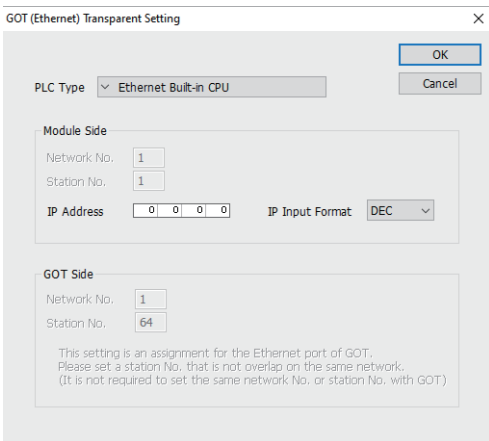 GOT (Ethernet) Transparent Setting
OK
PLC Type Ethernet Built-in CPU Cancel
Module Side
Network No. 1
Station No. 1
IP Address 0 0 0 0 IP Input Format DEC
GOT Side
Network No. 1
Station No. 64
This setting is an assignment for the Ethernet port of GOT.
Please set a station No. that is not overlap on the same network.
(It is not required to set the same network No. or station No. with GOT)